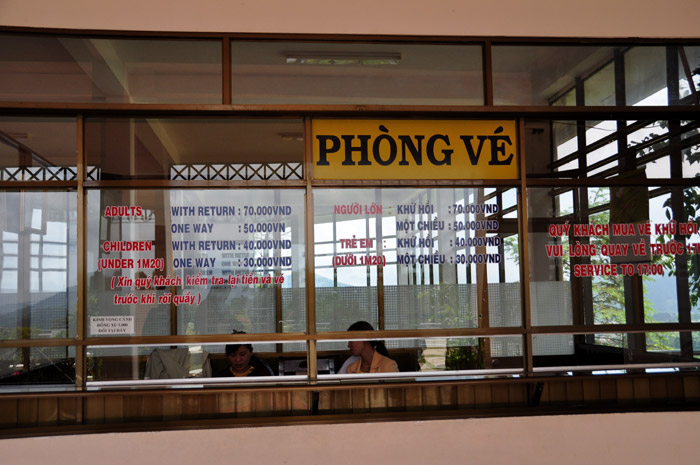 PHÒNG VÉ
ADULTS WITH RETURN : 70.000VND
ONE WAY : 50.000VND
CHILDREN WITH RETURN : 40.000VND
(UNDER 1M20) ONE WAY : 30.000VND
( Xin quý khách kiểm tra lại tiền và vé
trước khi rời quầy )
NGƯỜI LỚN : KHỨ HỒI : 70.000VND
MỘT CHIỀU : 50.000VND
TRẺ EM : KHỨ HỒI : 40.000VND
(DƯỚI 1M20) MỘT CHIỀU : 30.000VND
QUÝ KHÁCH MUA VÉ KHỨ HỒI
VUI LÒNG QUAY VỀ TRƯỚC
SERVICE TO 17:00